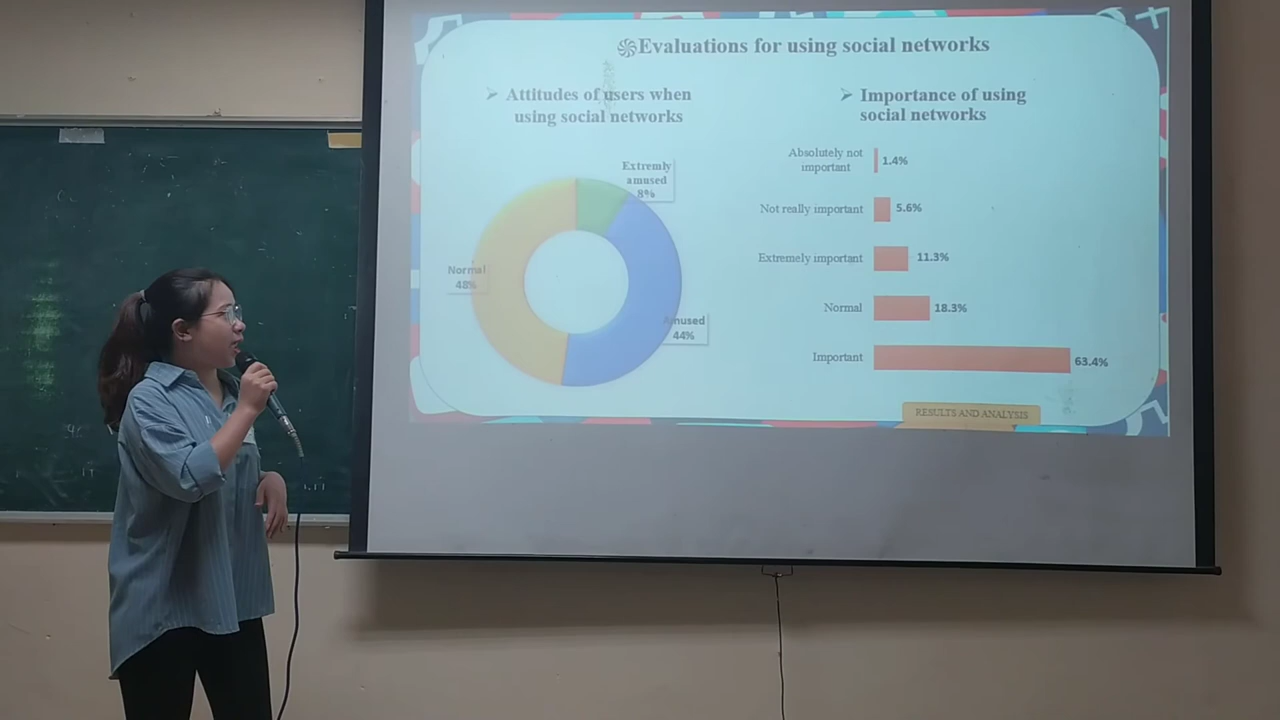 Evaluations for using social networks
Attitudes of users when
using social networks
Extremly
amused
8%
Normal
48%
44%
Importance of using
social networks
Absolutely not
important
1.4%
Not really important
5.6%
Extremely important
11.3%
Normal
18.3%
Important
63.4%
RESULTS AND ANALYSIS